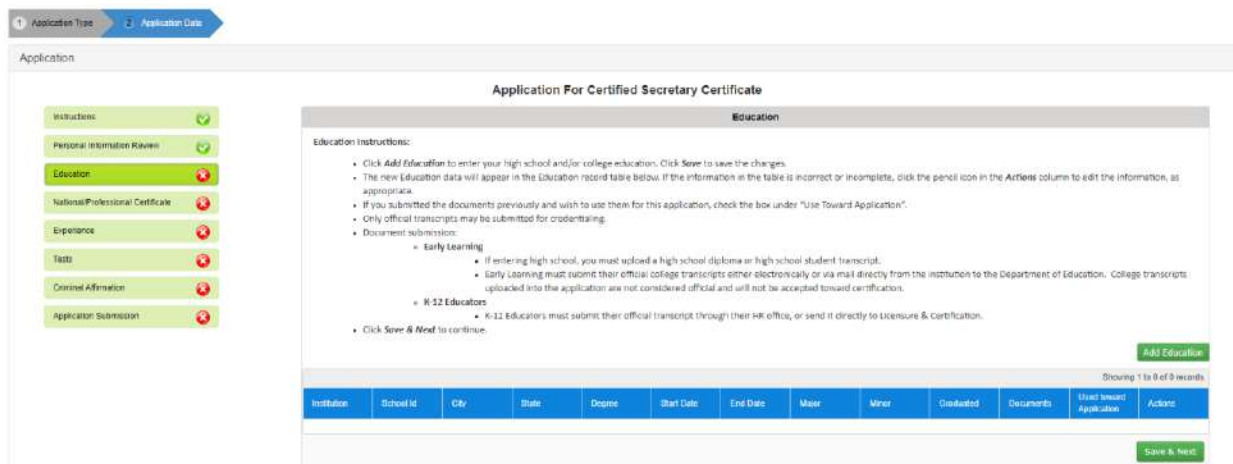 1 Application Type 2 Application Data
Application
Application For Certified Secretary Certificate
Instructions
Personal Information Review
Education
National/Professional Certificate
Experience
Tests
Criminal Affirmation
Application Submission
Education
Education Instructions:
• Click Add Education to enter your high school and/or college education. Click Save to save the changes.
• The new Education data will appear in the Education record table below. If the information in the table is incorrect or incomplete, click the pencil icon in the Actions column to edit the information, as
appropriate.
• If you submitted the documents previously and wish to use them for this application, check the box under "Use Toward Application".
• Only official transcripts may be submitted for credentialing.
• Document submission:
Early Learning
• If entering high school, you must upload a high school diploma or high school student transcript.
• Early Learning must submit their official college transcripts either electronically or via mail directly from the institution to the Department of Education. College transcripts
uploaded into the application are not considered official and will not be accepted toward certification.
K-12 Educators
• K-12 Educators must submit their official transcript through their HR office, or send it directly to Licensure & Certification.
• Click Save & Next to continue.
Add Education
Showing 1 to 0 of 0 records
Institution School Id City State Degree Start Date End Date Major Minor Graduated Documents Used toward Application Actions
Save & Next